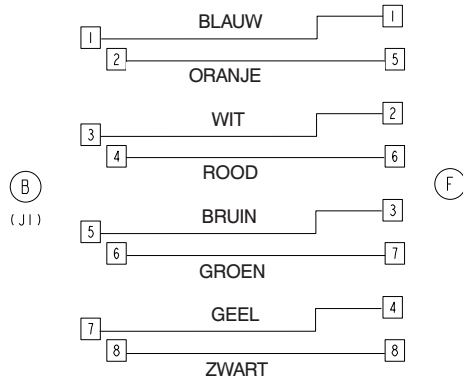 BLAUW 1
1
2 5
ORANJE
WIT 2
3
4 6
ROOD
B F
(J1)
BRUIN 3
5
6 7
GROEN
GEEL 4
7
8 8
ZWART